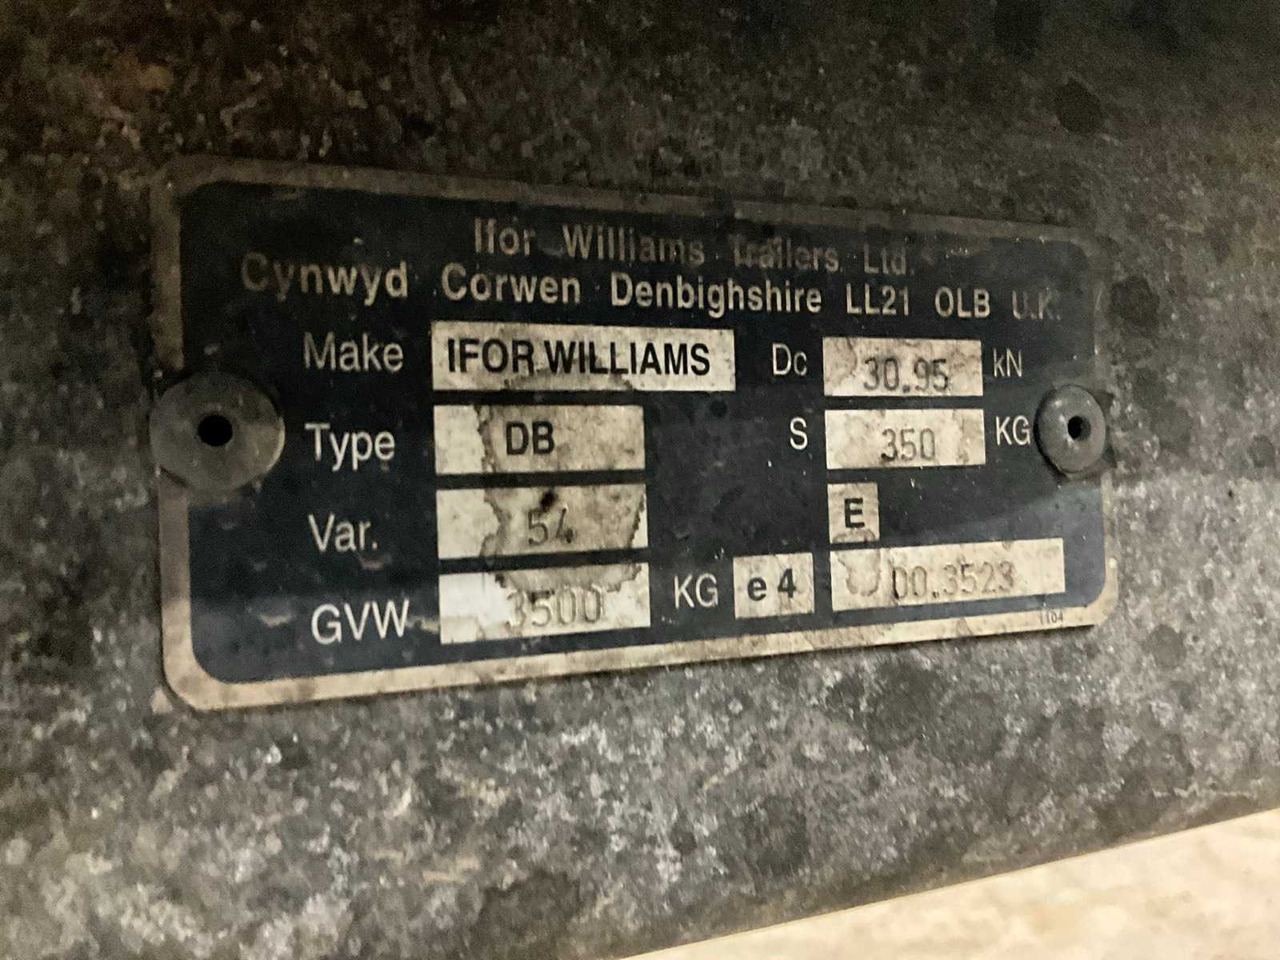 Ifor Williams Trailers Ltd.
Cynwyd Corwen Denbighshire LL21 OLB U.K.
Make IFOR WILLIAMS Dc 30.95 kN
Type DB S 350 KG
Var. 54 E
GVW 3500 KG e4 00.3523
1104